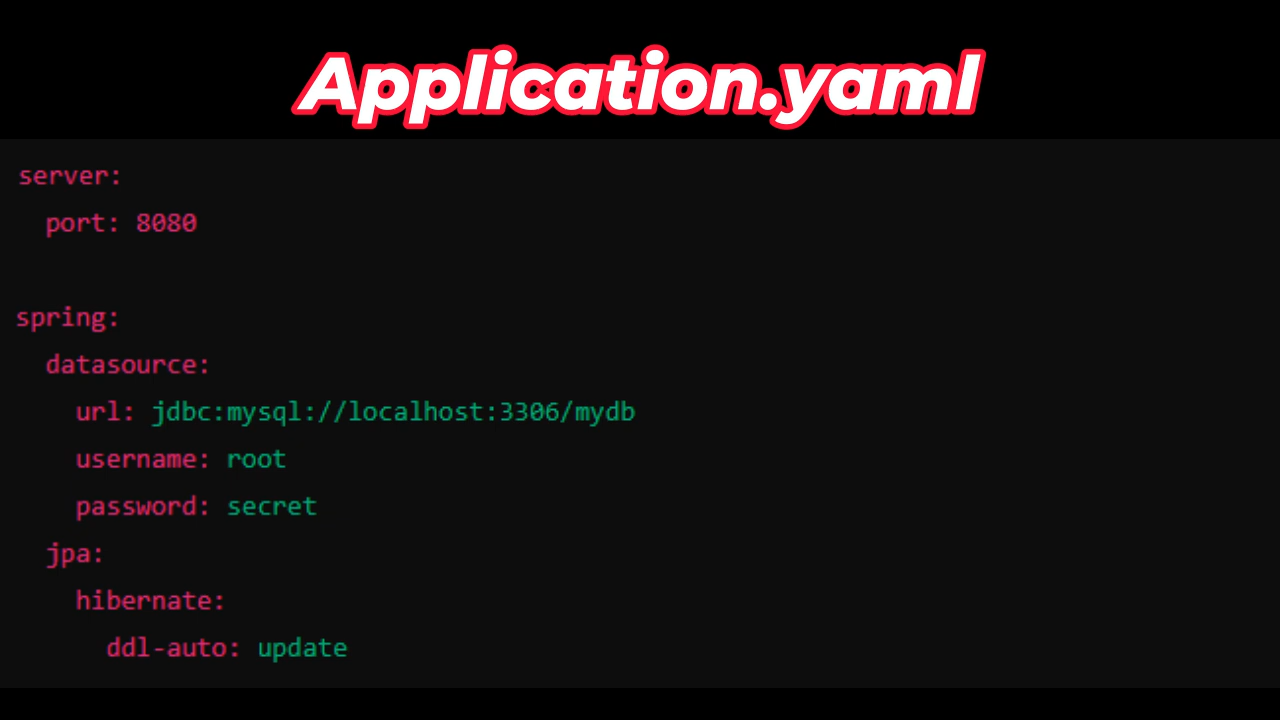 Application.yaml
server:
  port: 8080

spring:
  datasource:
    url: jdbc:mysql://localhost:3306/mydb
    username: root
    password: secret
  jpa:
    hibernate:
      ddl-auto: update